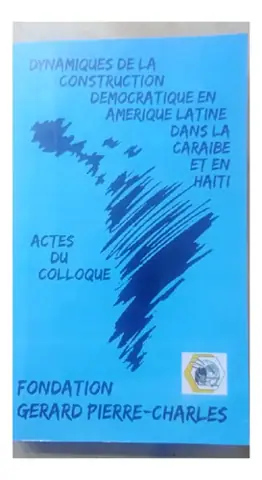 DYNAMIQUES DE LA
CONSTRUCTION
DEMOCRATIQUE EN
AMERIQUE LATINE
DANS LA
CARAIBE
ET EN
HAITI
ACTES
DU
COLLOQUE
FONDATION
GERARD PIERRE-CHARLES